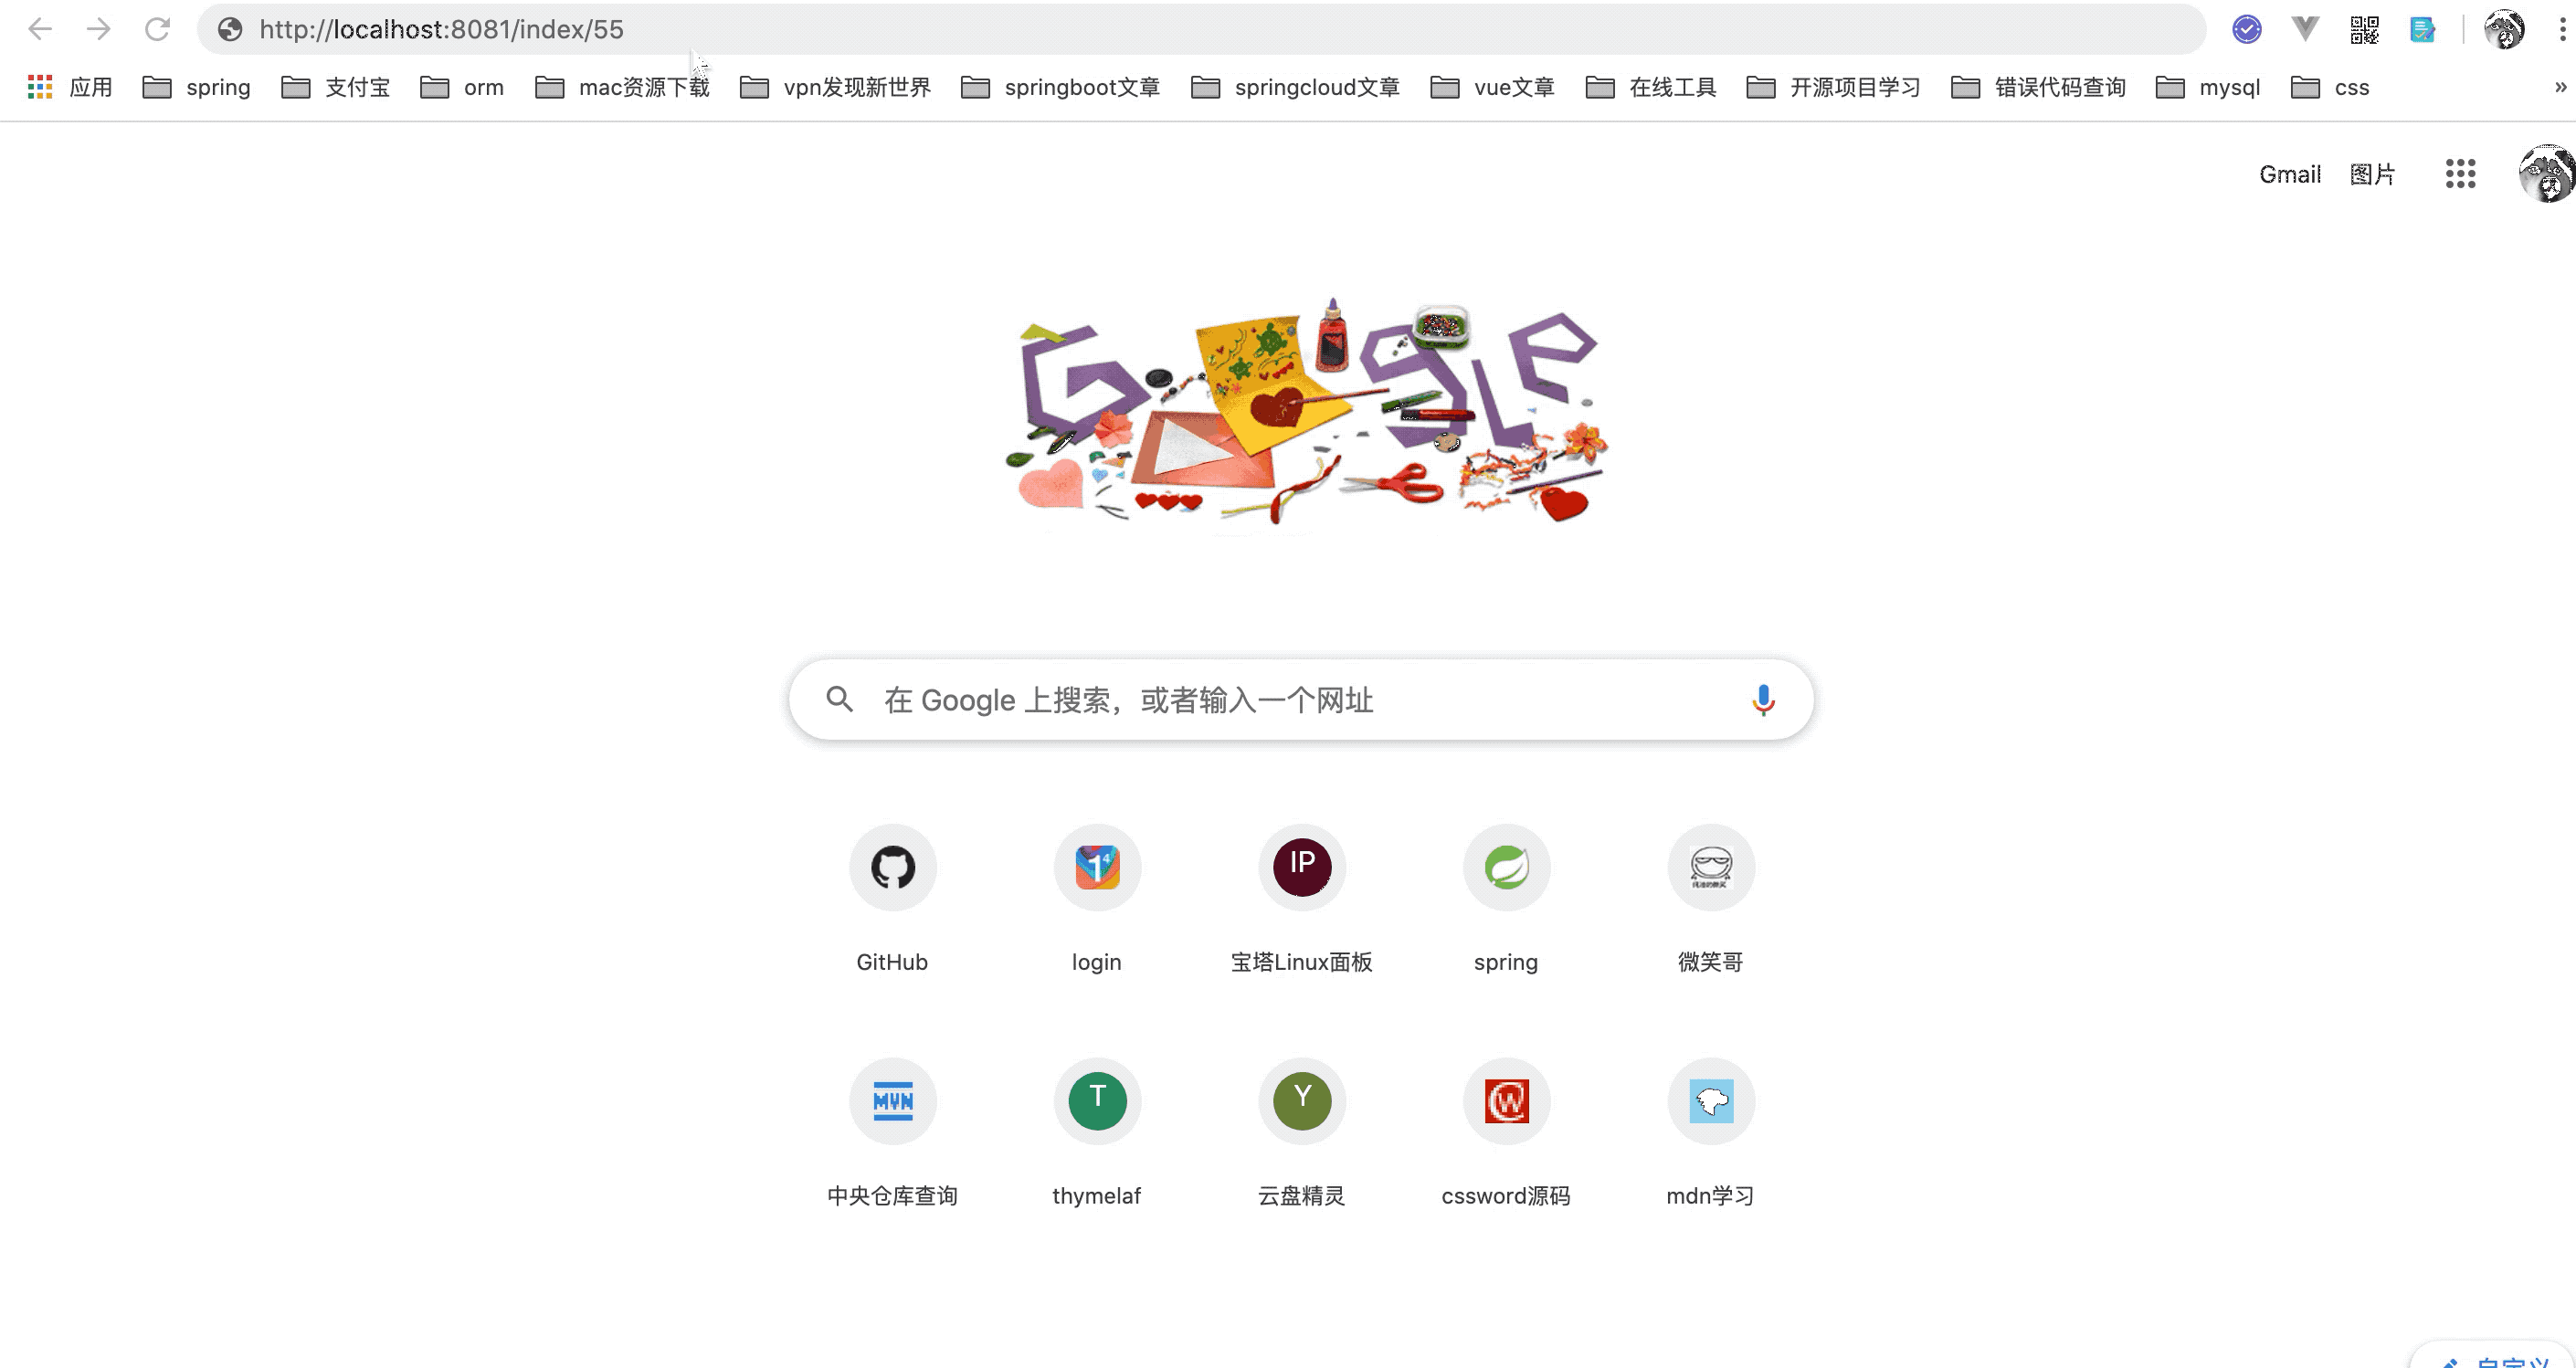 http://localhost:8081/index/55
应用 spring 支付宝 orm mac资源下载 vpn发现新世界 springboot文章 springcloud文章 vue文章 在线工具 开源项目学习 错误代码查询 mysql css »
Gmail 图片
在 Google 上搜索，或者输入一个网址
IP
GitHub login 宝塔Linux面板 spring 微笑哥
MVN T Y W
中央仓库查询 thymelaf 云盘精灵 cssword源码 mdn学习
自定义